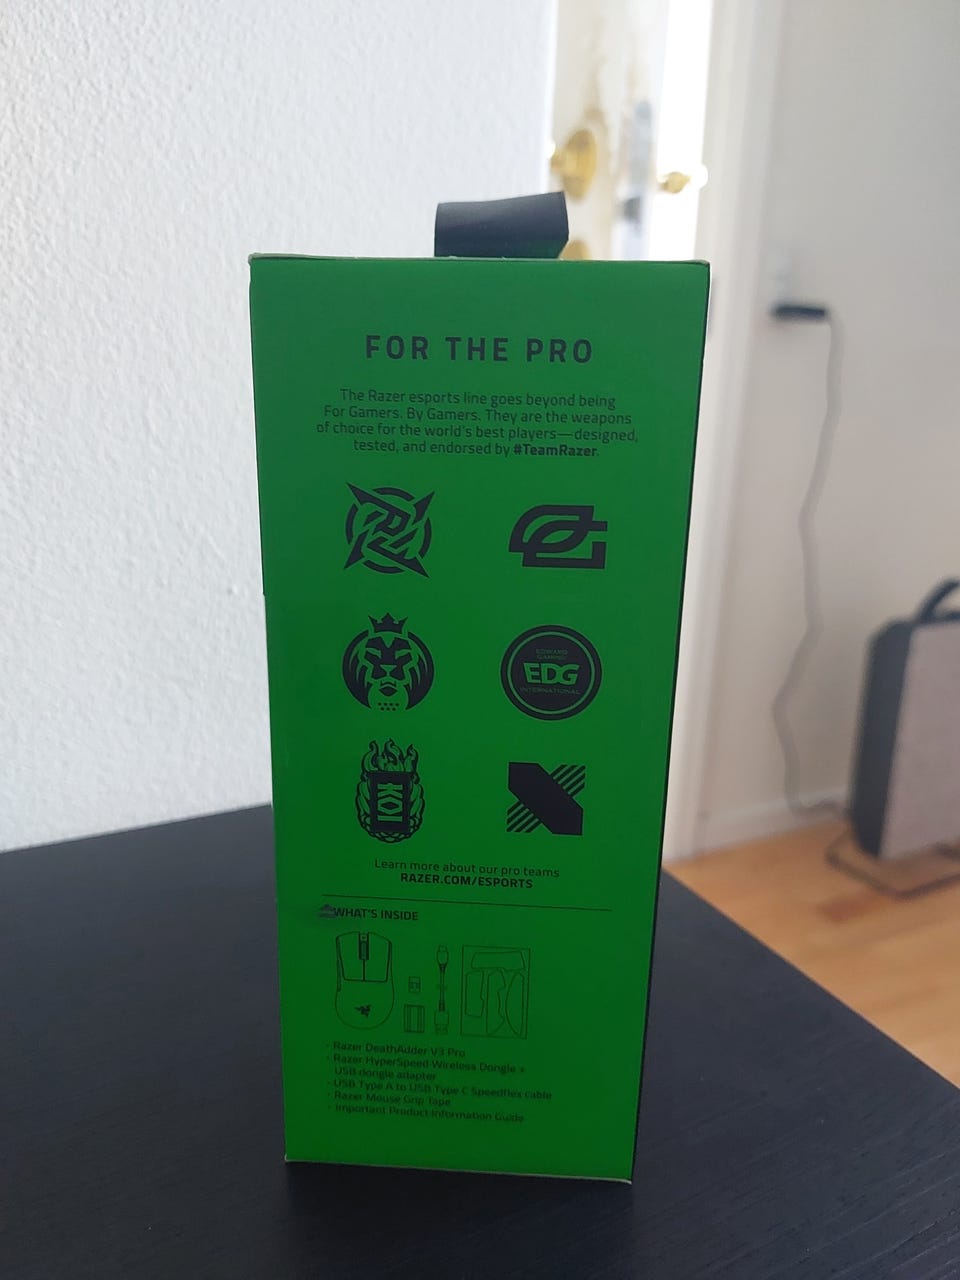 FOR THE PRO
The Razer esports line goes beyond being
For Gamers. By Gamers. They are the weapons
of choice for the world's best players—designed,
tested, and endorsed by #TeamRazer.
EDWARD
GAMING
EDG
INTERNATIONAL
KOI
Learn more about our pro teams
RAZER.COM/ESPORTS
WHAT'S INSIDE
• Razer DeathAdder V3 Pro
• Razer HyperSpeed Wireless Dongle +
USB dongle adapter
• USB Type A to USB Type C Speedflex cable
• Razer Mouse Grip Tape
• Important Product Information Guide